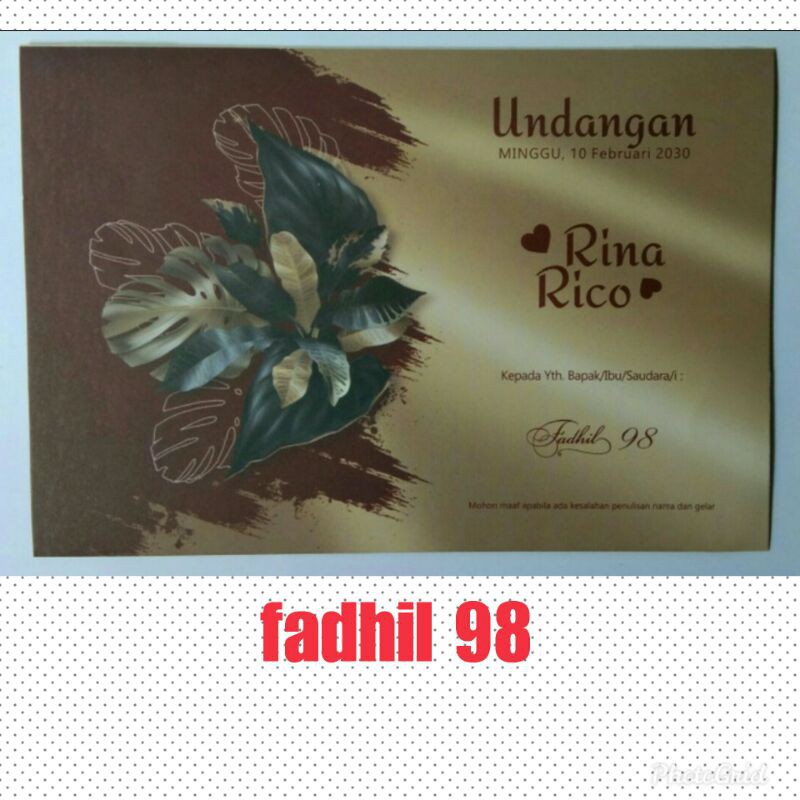 Undangan
MINGGU, 10 Februari 2030
Rina
Rico
Kepada Yth. Bapak/Ibu/Saudara/i :
Fadhil 98
Mohon maaf apabila ada kesalahan penulisan nama dan gelar
fadhil 98
PhotoGrid